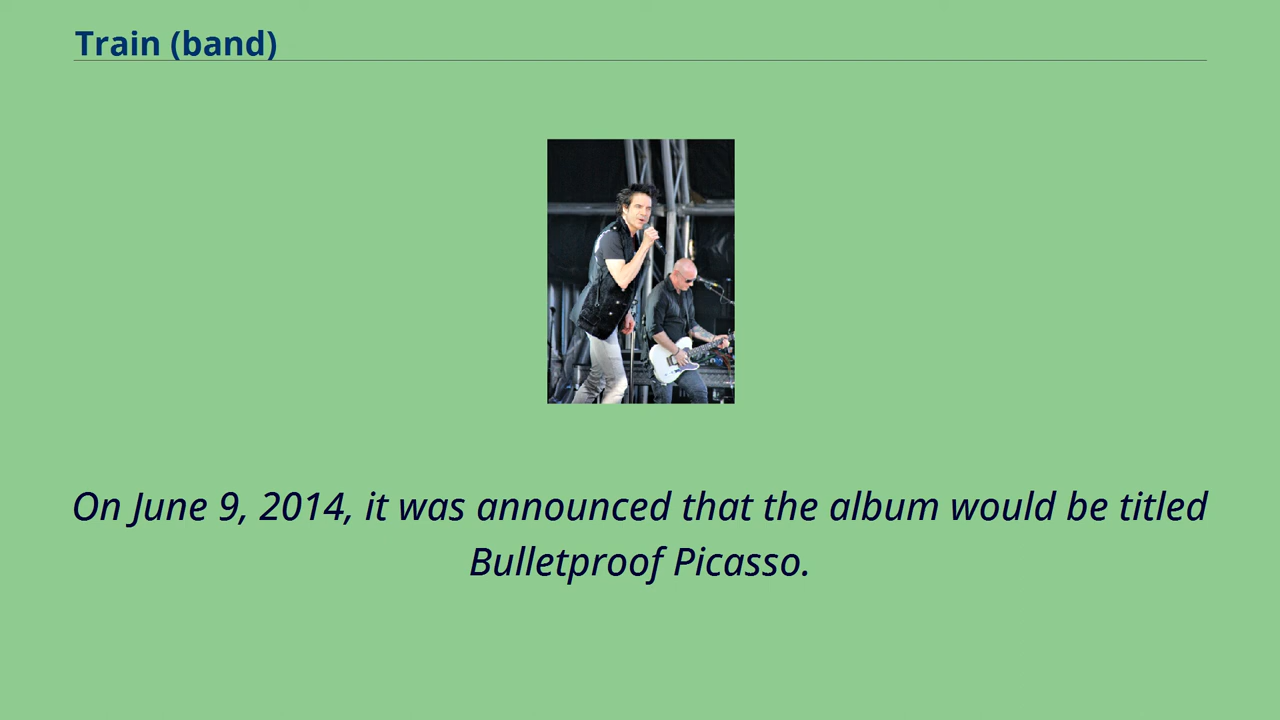 Train (band)
On June 9, 2014, it was announced that the album would be titled
Bulletproof Picasso.